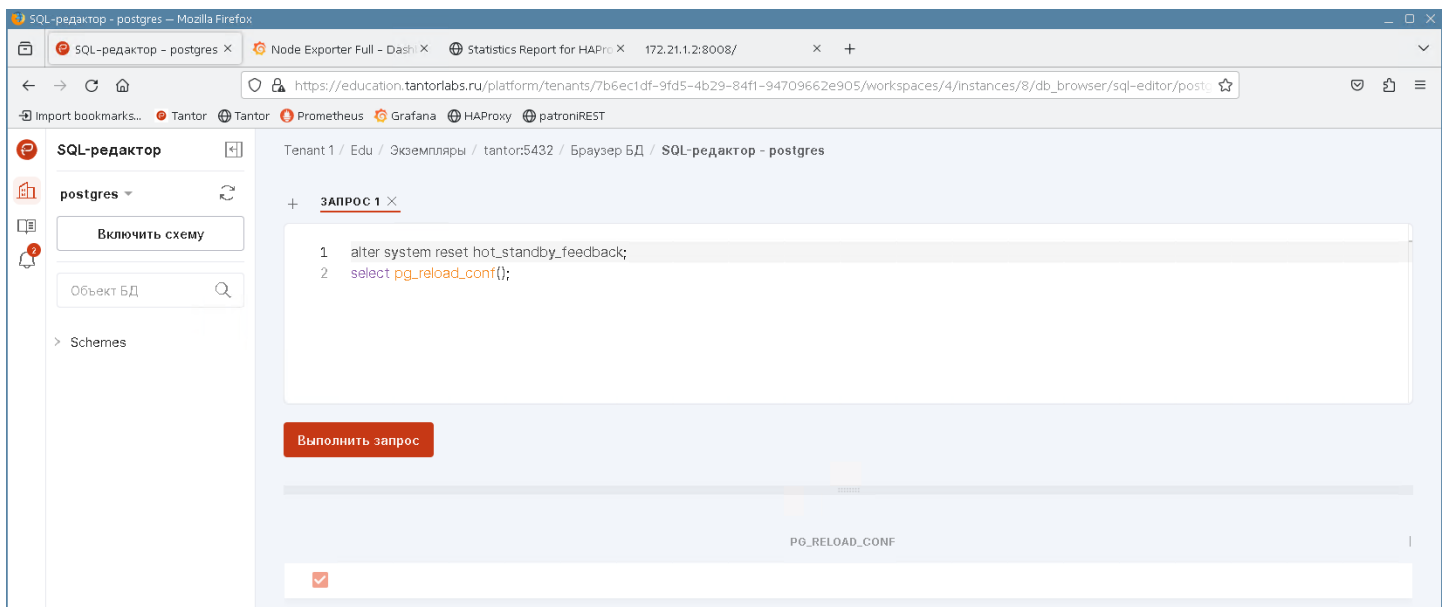 SQL-редактор - postgres — Mozilla Firefox
SQL-редактор - postgres
Node Exporter Full - Dash
Statistics Report for HAPro
172.21.1.2:8008/
https://education.tantorlabs.ru/platform/tenants/7b6ec1df-9fd5-4b29-84f1-94709662e905/workspaces/4/instances/8/db_browser/sql-editor/postg
Import bookmarks... Tantor Tantor Prometheus Grafana HAProxy patroniREST
SQL-редактор
Tenant 1 / Edu / Экземпляры / tantor:5432 / Браузер БД / SQL-редактор - postgres
postgres
+ ЗАПРОС 1
Включить схему
2
1 alter system reset hot_standby_feedback;
2 select pg_reload_conf();
Объект БД
Schemes
Выполнить запрос
PG_RELOAD_CONF